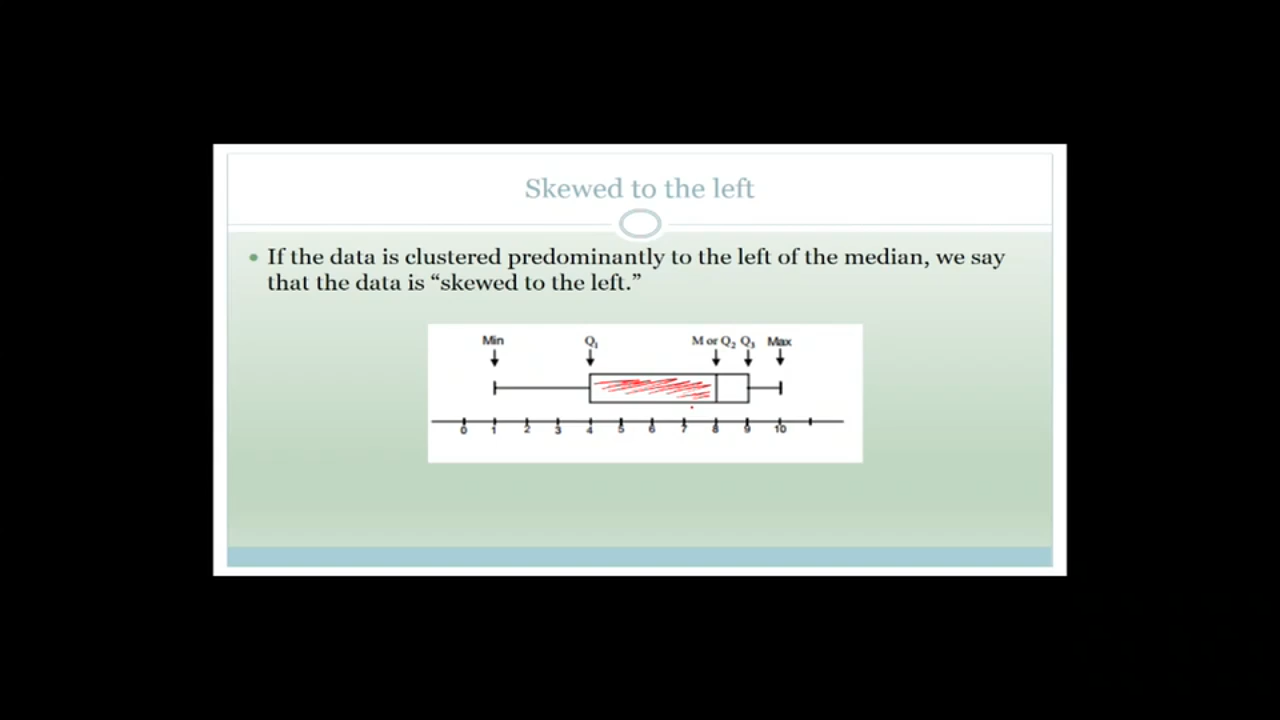 Skewed to the left
• If the data is clustered predominantly to the left of the median, we say
that the data is “skewed to the left.”
Min Q₁ M or Q₂ Q₃ Max
0 1 2 3 4 5 6 7 8 9 10